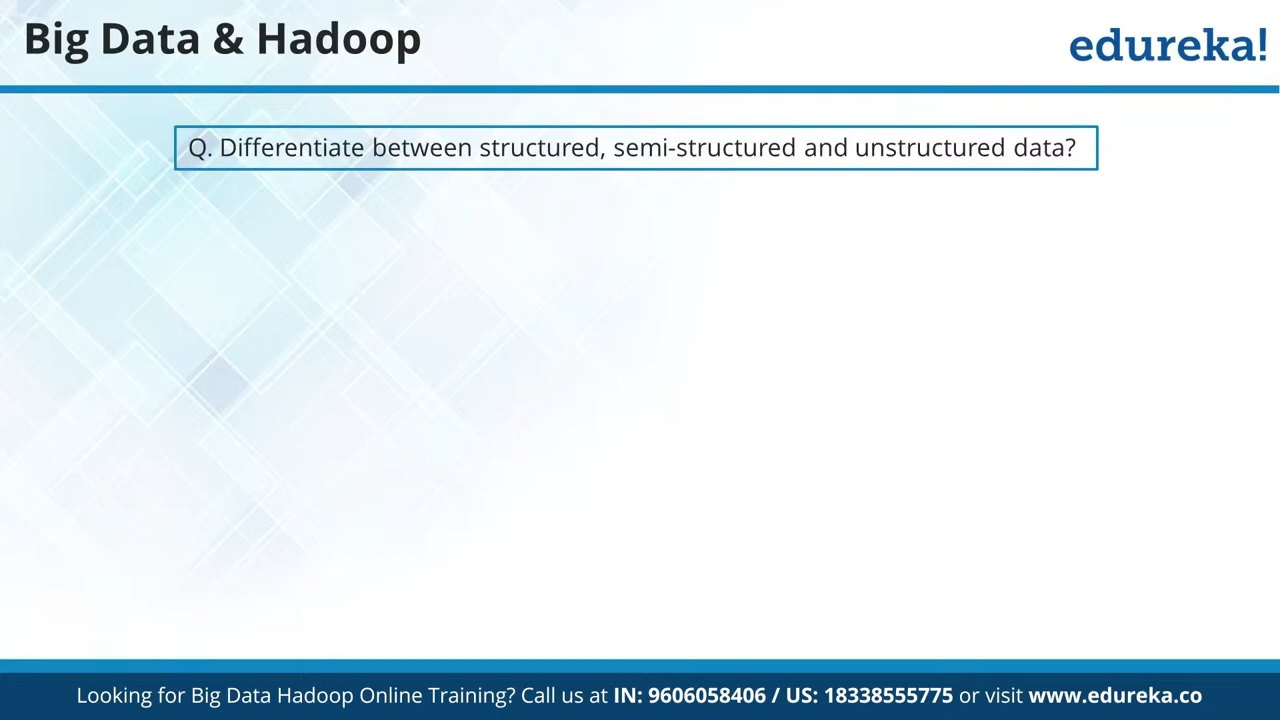 Big Data & Hadoop
edureka!
Q. Differentiate between structured, semi-structured and unstructured data?
Looking for Big Data Hadoop Online Training? Call us at IN: 9606058406 / US: 18338555775 or visit www.edureka.co